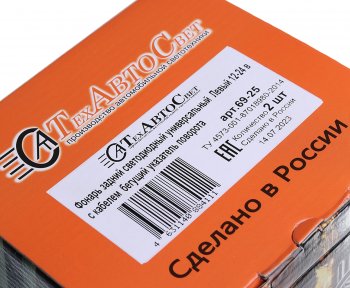 ТехАвтоСвет
производство автомобильной светотехники
ТехАвтоСвет
Фонарь задний светодиодный универсальный. Левый 12-24 в
с кабелем бегущий указатель поворота
арт.69-25
ТУ 4573-001-87018980-2014
Количество 2 шт
Сделано в России
14.07.2023
EAC
Сделано в России